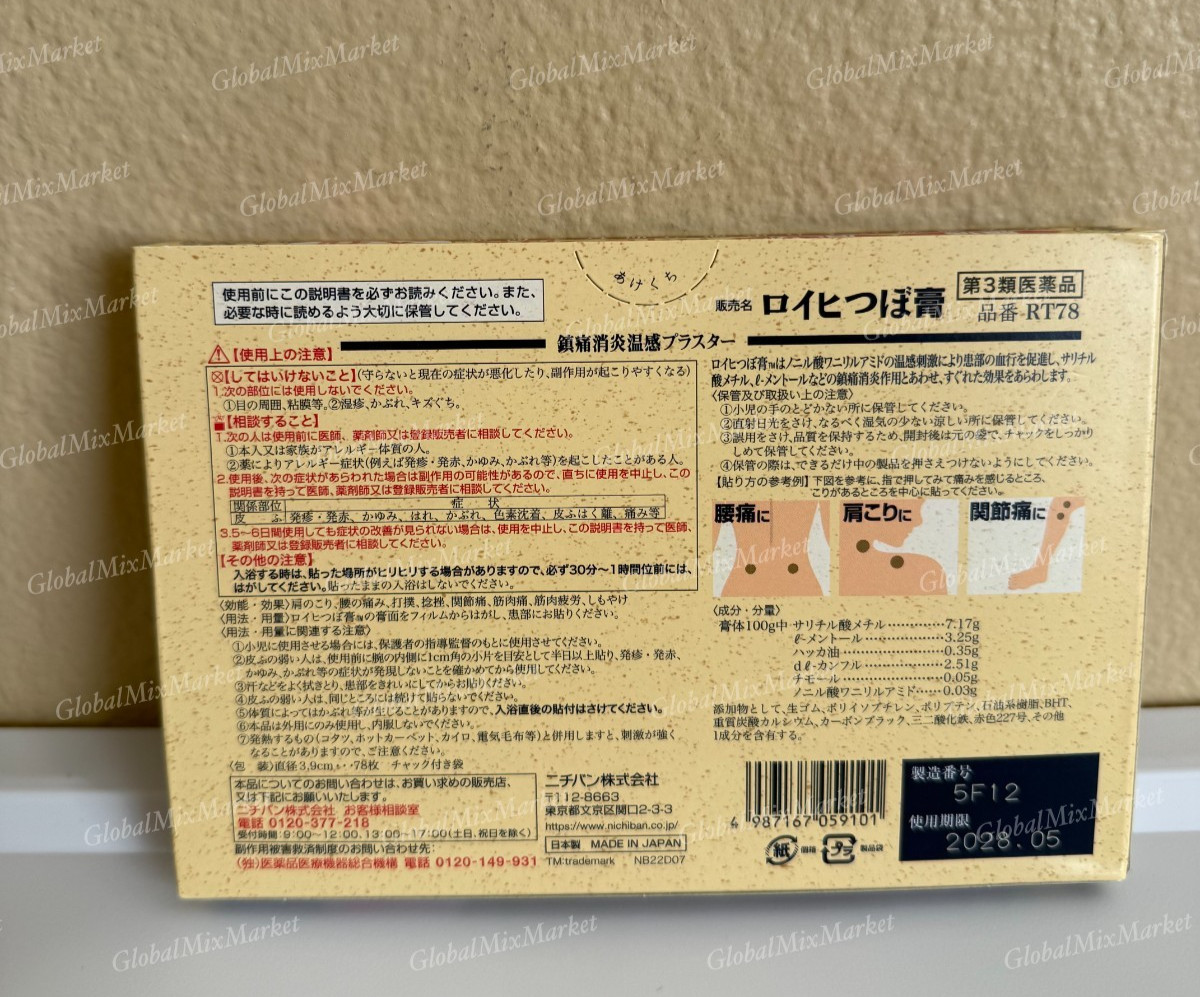 あけくち
使用前にこの説明書を必ずお読みください。また、
必要な時に読めるよう大切に保管してください。
⚠【使用上の注意】
【してはいけないこと】(守らないと現在の症状が悪化したり、副作用が起こりやすくなる)
1.次の部位には使用しないでください。
①目の周囲、粘膜等。②湿疹、かぶれ、キズぐち。
【相談すること】
1.次の人は使用前に医師、薬剤師又は登録販売者に相談してください。
①本人又は家族がアレルギー体質の人。
②薬によりアレルギー症状(例えば発疹・発赤、かゆみ、かぶれ等)を起こしたことがある人。
2.使用後、次の症状があらわれた場合は副作用の可能性があるので、直ちに使用を中止し、この
説明書を持って医師、薬剤師又は登録販売者に相談してください。
関係部位 症 状
皮 ふ 発疹・発赤、かゆみ、はれ、かぶれ、色素沈着、皮ふはく離、痛み等
3.5〜6日間使用しても症状の改善が見られない場合は、使用を中止し、この説明書を持って医師、
薬剤師又は登録販売者に相談してください。
【その他の注意】
入浴する時は、貼った場所がヒリヒリする場合がありますので、必ず30分〜1時間位前には、
はがしてください。貼ったままの入浴はしないでください。
〈効能・効果〉肩のこり、腰の痛み、打撲、捻挫、関節痛、筋肉痛、筋肉疲労、しもやけ
〈用法・用量〉ロイヒつぼ膏™の膏面をフィルムからはがし、患部にお貼りください。
〈用法・用量に関連する注意〉
①小児に使用させる場合には、保護者の指導監督のもとに使用させてください。
②皮ふの弱い人は、使用前に腕の内側に1cm角の小片を目安として半日以上貼り、発疹・発赤、
かゆみ、かぶれ等の症状が発現しないことを確かめてから使用してください。
③汗などをよく拭きとり、患部をきれいにしてからお貼りください。
④皮ふの弱い人は、同じところには続けて貼らないでください。
⑤体質によってはかぶれ等が生じることがありますので、入浴直後の貼付はさけてください。
⑥本品は外用にのみ使用し、内服しないでください。
⑦発熱するもの(コタツ、ホットカーペット、カイロ、電気毛布等)と併用しますと、刺激が強く
なることがありますので、ご注意ください。
〈包 装〉直径3.9cm・・・78枚 チャック付き袋
本品についてのお問い合わせは、お買い求めの販売店、
又は下記にお願いいたします。
ニチバン株式会社 お客様相談室
電話 0120-377-218
受付時間:9:00〜12:00、13:00〜17:00(土日、祝日を除く)
副作用被害救済制度のお問い合わせ先:
(独)医薬品医療機器総合機構 電話 0120-149-931
ニチバン株式会社
〒112-8663
東京都文京区関口2-3-3
https://www.nichiban.co.jp/
日本製 MADE IN JAPAN
TM:trademark NB22D07
販売名 ロイヒつぼ膏
第3類医薬品
品番 RT78
鎮痛消炎温感プラスター
ロイヒつぼ膏™はノニル酸ワニリルアミドの温感刺激により患部の血行を促進し、サリチル
酸メチル、ℓ-メントールなどの鎮痛消炎作用とあわせ、すぐれた効果をあらわします。
〈保管及び取扱い上の注意〉
①小児の手のとどかない所に保管してください。
②直射日光をさけ、なるべく湿気の少ない涼しい所に保管してください。
③誤用をさけ、品質を保持するため、開封後は元の袋で、チャックをしっかり
しめて保管してください。
④保管の際は、できるだけ中の製品を押さえつけないようにしてください。
【貼り方の参考例】下図を参考に、指で押してみて痛みを感じるところ、
こりがあるところを中心に貼ってください。
腰痛に
肩こりに
関節痛に
〈成分・分量〉
膏体100g中 サリチル酸メチル…………7.17g
ℓ-メントール……………3.25g
ハッカ油…………………0.35g
dℓ-カンフル……………2.51g
チモール…………………0.05g
ノニル酸ワニリルアミド……0.03g
添加物として、生ゴム、ポリイソブチレン、ポリブテン、石油系樹脂、BHT、
重質炭酸カルシウム、カーボンブラック、三二酸化鉄、赤色227号、その他
1成分を含有する。
4 987167 059101
紙 個箱 プラ 製品袋
製造番号
5F12
使用期限
2028.05
GlobalMixMarket